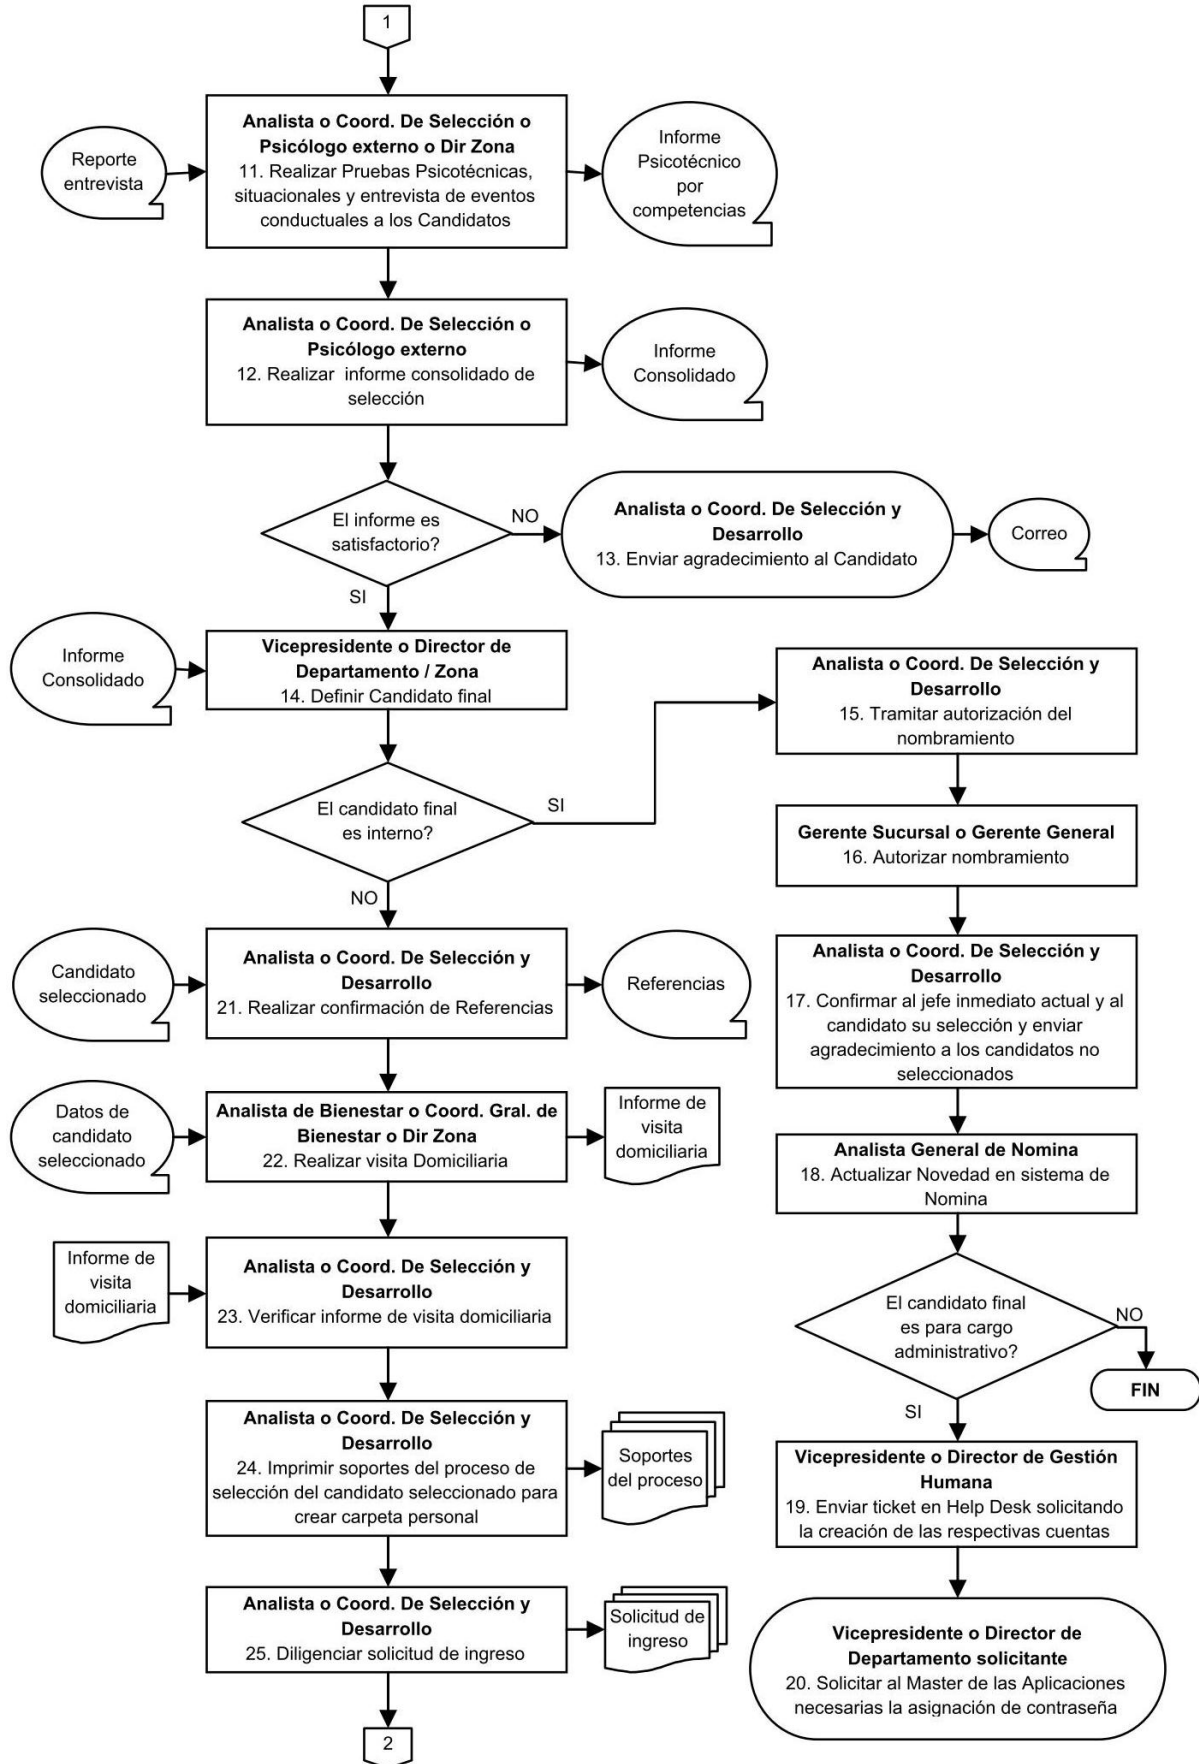 1
Analista o Coord. De Selección o
Psicólogo externo o Dir Zona
11. Realizar Pruebas Psicotécnicas,
situacionales y entrevista de eventos
conductuales a los Candidatos
Reporte
entrevista
Informe
Psicotécnico
por
competencias
Analista o Coord. De Selección o
Psicólogo externo
12. Realizar informe consolidado de
selección
Informe
Consolidado
El informe es
satisfactorio?
NO
Analista o Coord. De Selección y
Desarrollo
13. Enviar agradecimiento al Candidato
Correo
SI
Informe
Consolidado
Vicepresidente o Director de
Departamento / Zona
14. Definir Candidato final
El candidato final
es interno?
SI
Analista o Coord. De Selección y
Desarrollo
15. Tramitar autorización del
nombramiento
Gerente Sucursal o Gerente General
16. Autorizar nombramiento
Analista o Coord. De Selección y
Desarrollo
17. Confirmar al jefe inmediato actual y al
candidato su selección y enviar
agradecimiento a los candidatos no
seleccionados
Analista General de Nomina
18. Actualizar Novedad en sistema de
Nomina
El candidato final
es para cargo
administrativo?
NO
FIN
SI
Vicepresidente o Director de Gestión
Humana
19. Enviar ticket en Help Desk solicitando
la creación de las respectivas cuentas
Vicepresidente o Director de
Departamento solicitante
20. Solicitar al Master de las Aplicaciones
necesarias la asignación de contraseña
NO
Candidato
seleccionado
Analista o Coord. De Selección y
Desarrollo
21. Realizar confirmación de Referencias
Referencias
Datos de
candidato
seleccionado
Analista de Bienestar o Coord. Gral. de
Bienestar o Dir Zona
22. Realizar visita Domiciliaria
Informe de
visita
domiciliaria
Informe de
visita
domiciliaria
Analista o Coord. De Selección y
Desarrollo
23. Verificar informe de visita domiciliaria
Analista o Coord. De Selección y
Desarrollo
24. Imprimir soportes del proceso de
selección del candidato seleccionado para
crear carpeta personal
Soportes
del proceso
Analista o Coord. De Selección y
Desarrollo
25. Diligenciar solicitud de ingreso
Solicitud de
ingreso
2